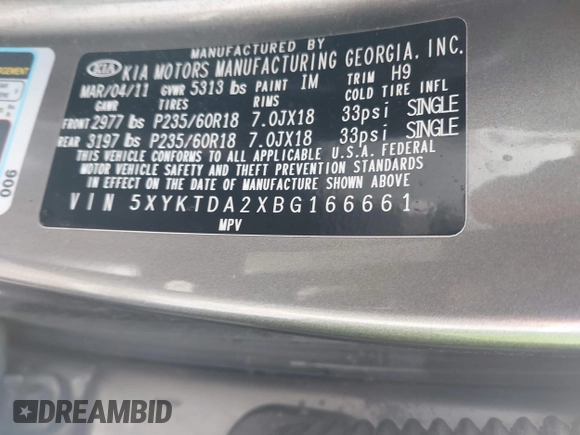 MANUFACTURED BY
KIA KIA MOTORS MANUFACTURING GEORGIA, INC.
MAR/04/11 GVWR 5313 lbs PAINT IM TRIM H9
GAWR TIRES RIMS COLD TIRE INFL
FRONT 2977 lbs P235/60R18 7.0JX18 33psi SINGLE
REAR 3197 lbs P235/60R18 7.0JX18 33psi SINGLE
THIS VEHICLE CONFORMS TO ALL APPLICABLE U.S.A. FEDERAL
MOTOR VEHICLE SAFETY AND THEFT PREVENTION STANDARDS
IN EFFECT ON THE DATE OF MANUFACTURE SHOWN ABOVE.
VIN 5XYKTDA2XBG166661
MPV
900
DREAMBID